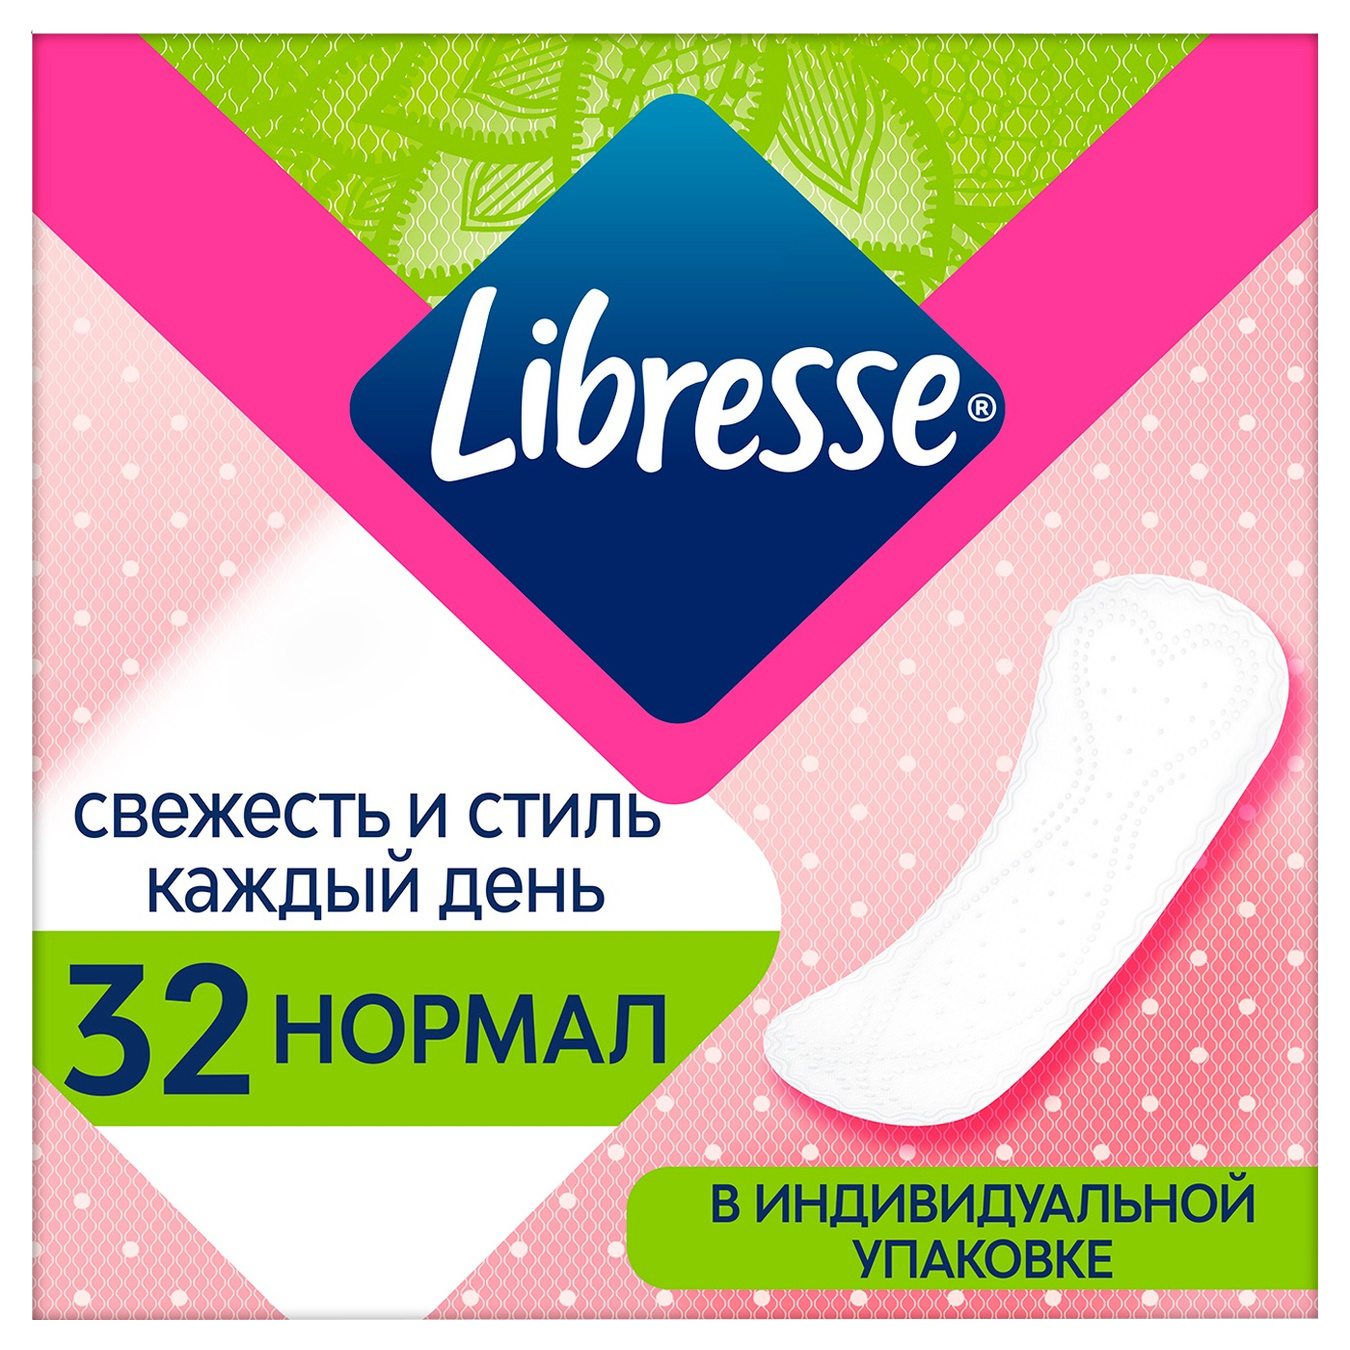 Libresse®
свежесть и стиль
каждый день
32 НОРМАЛ
В ИНДИВИДУАЛЬНОЙ
УПАКОВКЕ